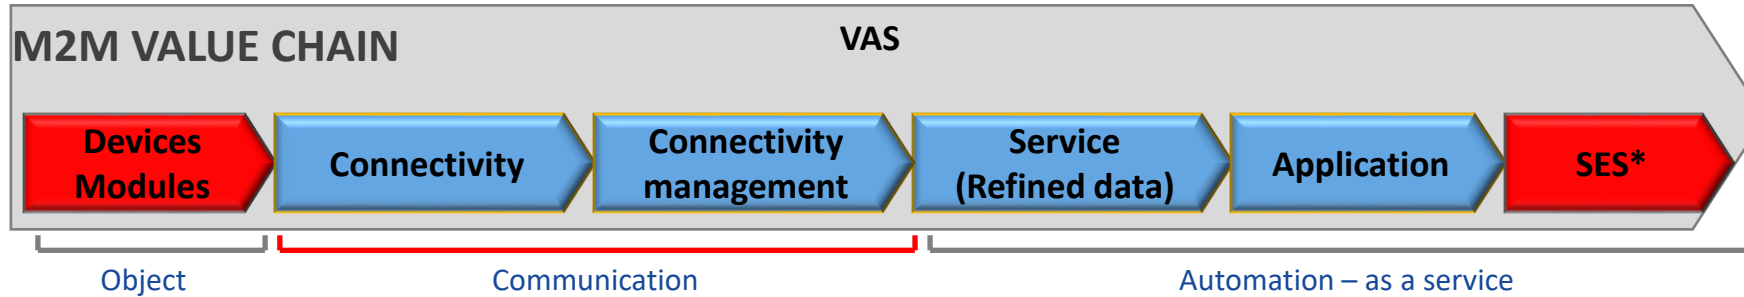 M2M VALUE CHAIN
VAS
Devices
Modules
Connectivity
Connectivity
management
Service
(Refined data)
Application
SES*
Object
Communication
Automation – as a service